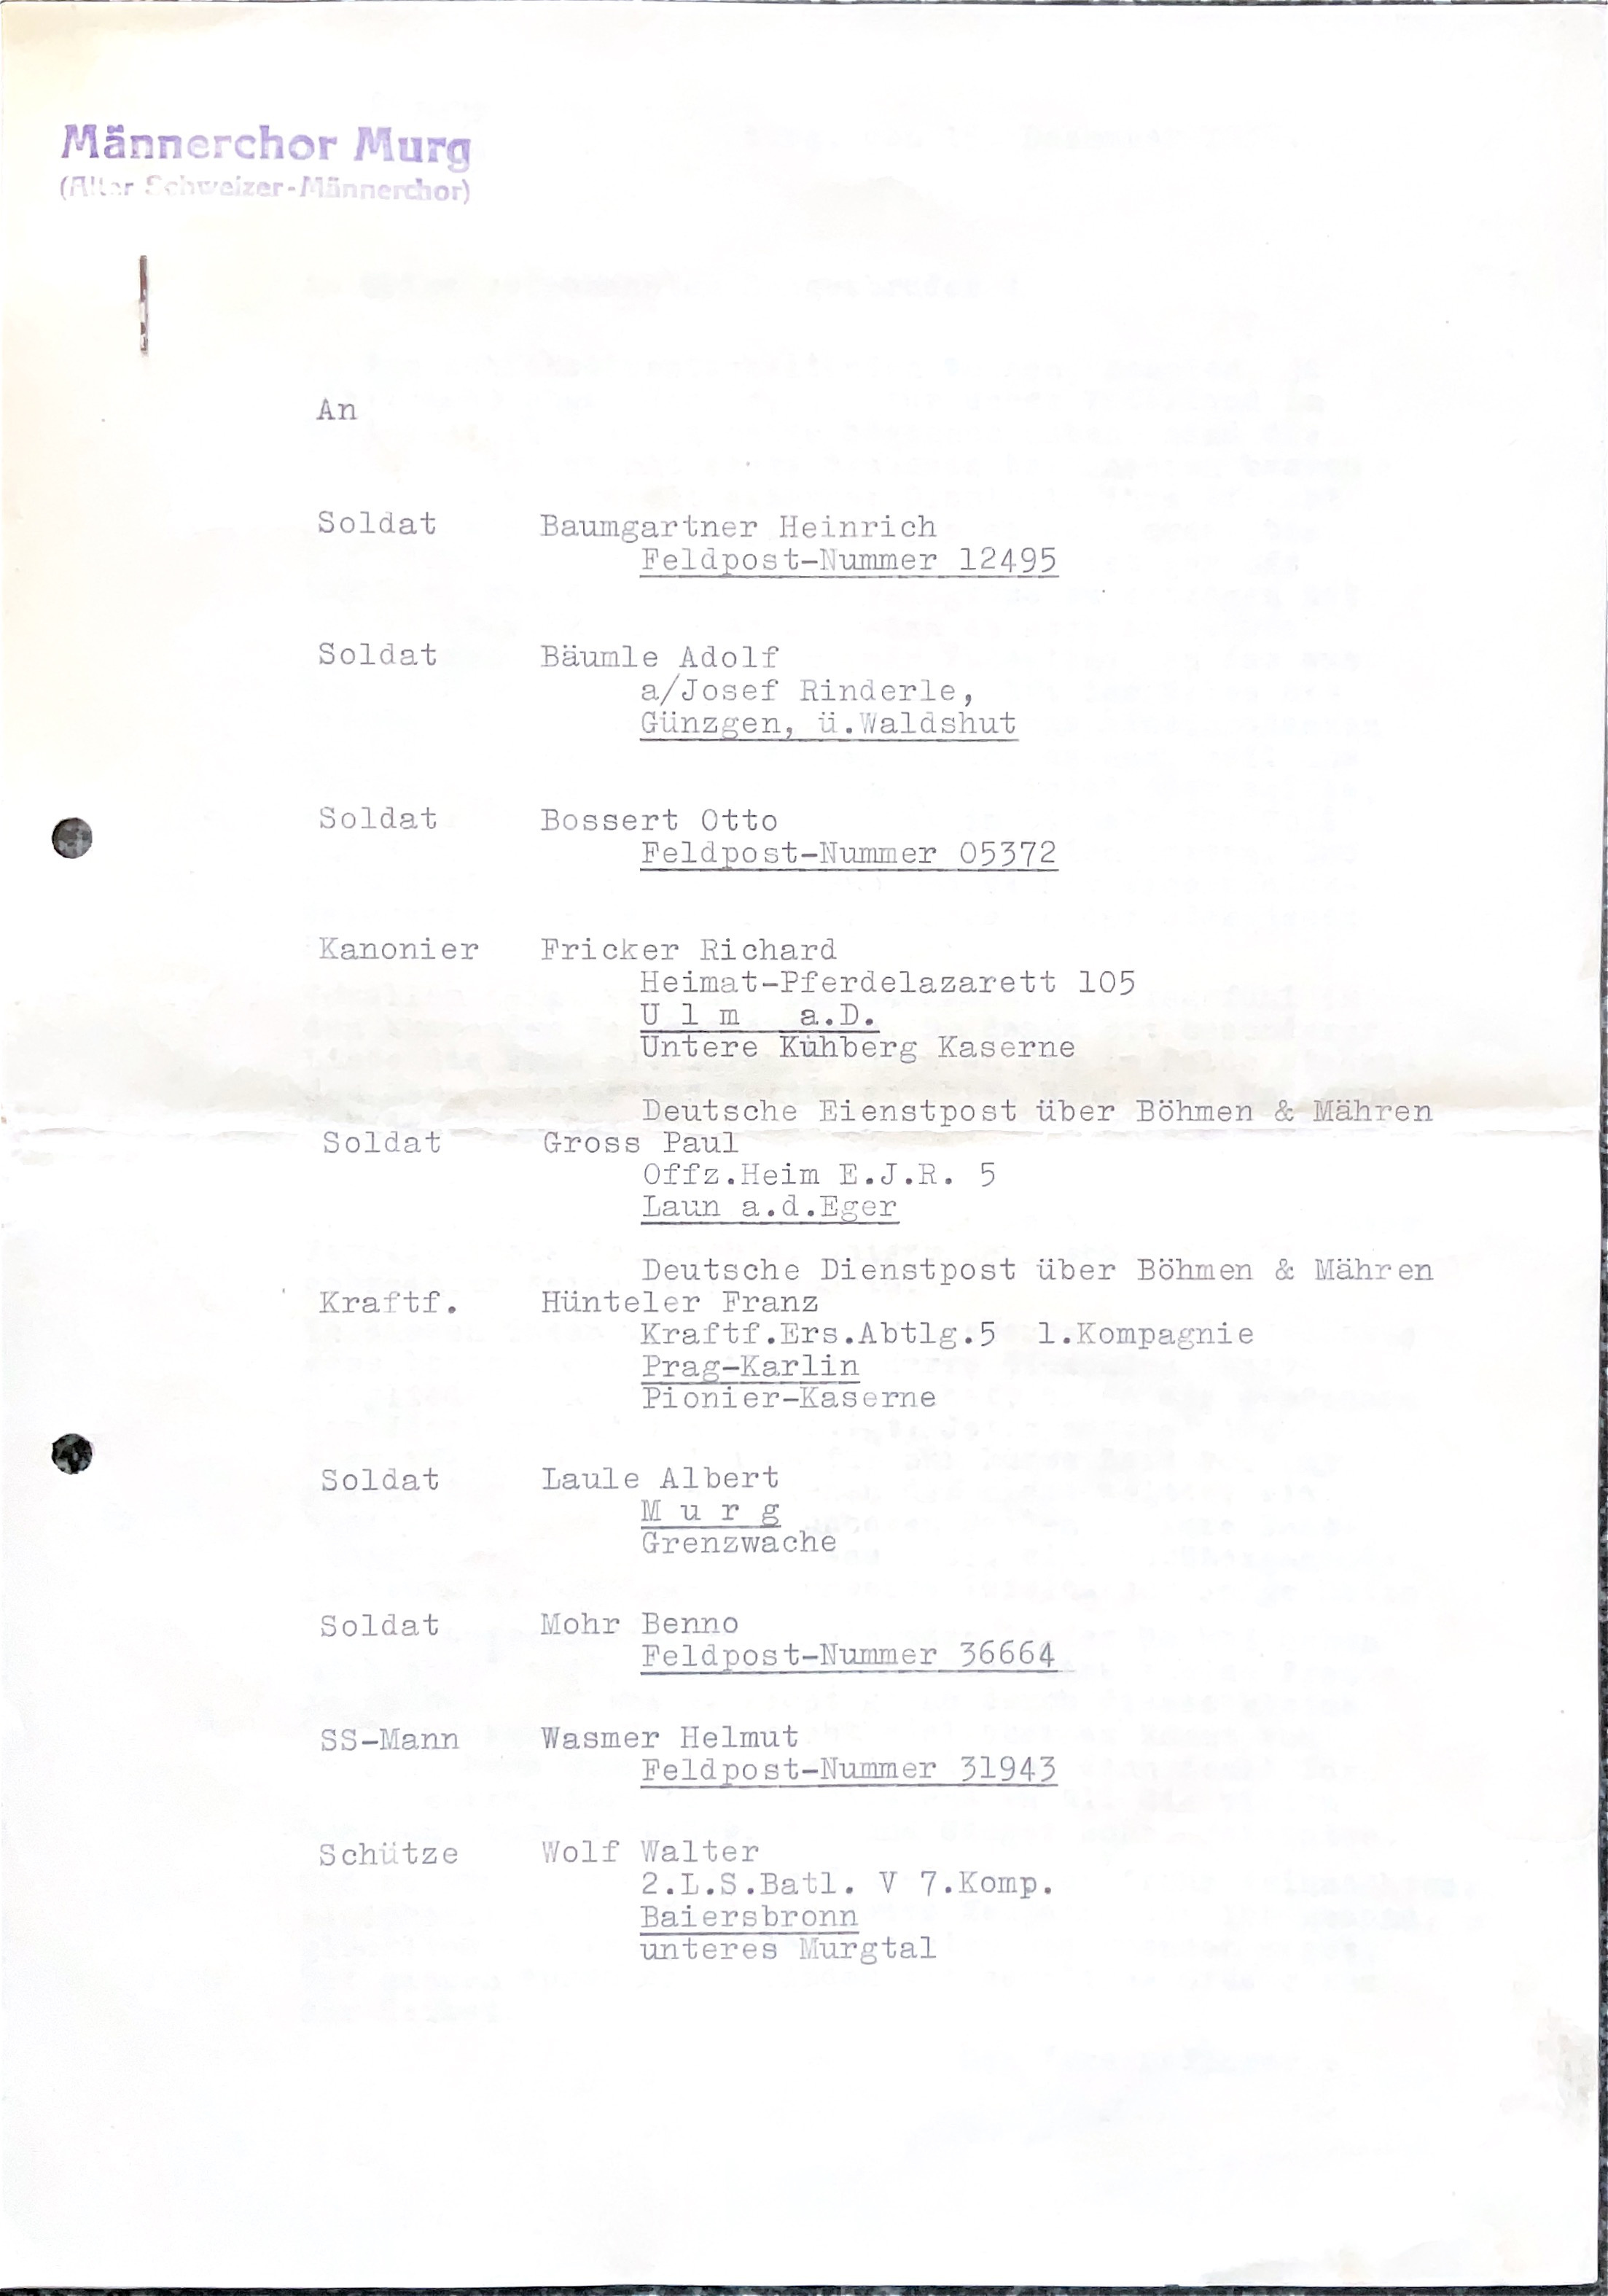 Männerchor Murg
(Alter Schweizer-Männerchor)
An
Soldat Baumgartner Heinrich
Feldpost-Nummer 12495
Soldat Bäumle Adolf
a/Josef Rinderle,
Günzgen, ü.Waldshut
Soldat Bossert Otto
Feldpost-Nummer 05372
Kanonier Fricker Richard
Heimat-Pferdelazarett 105
U l m a.D.
Untere Kühberg Kaserne
Deutsche Eienstpost über Böhmen & Mähren
Soldat Gross Paul
Offz.Heim E.J.R. 5
Laun a.d.Eger
Deutsche Dienstpost über Böhmen & Mähren
Kraftf. Hünteler Franz
Kraftf.Ers.Abtlg.5 1.Kompagnie
Prag-Karlin
Pionier-Kaserne
Soldat Laule Albert
M u r g
Grenzwache
Soldat Mohr Benno
Feldpost-Nummer 36664
SS-Mann Wasmer Helmut
Feldpost-Nummer 31943
Schütze Wolf Walter
2.L.S.Batl. V 7.Komp.
Baiersbronn
unteres Murgtal